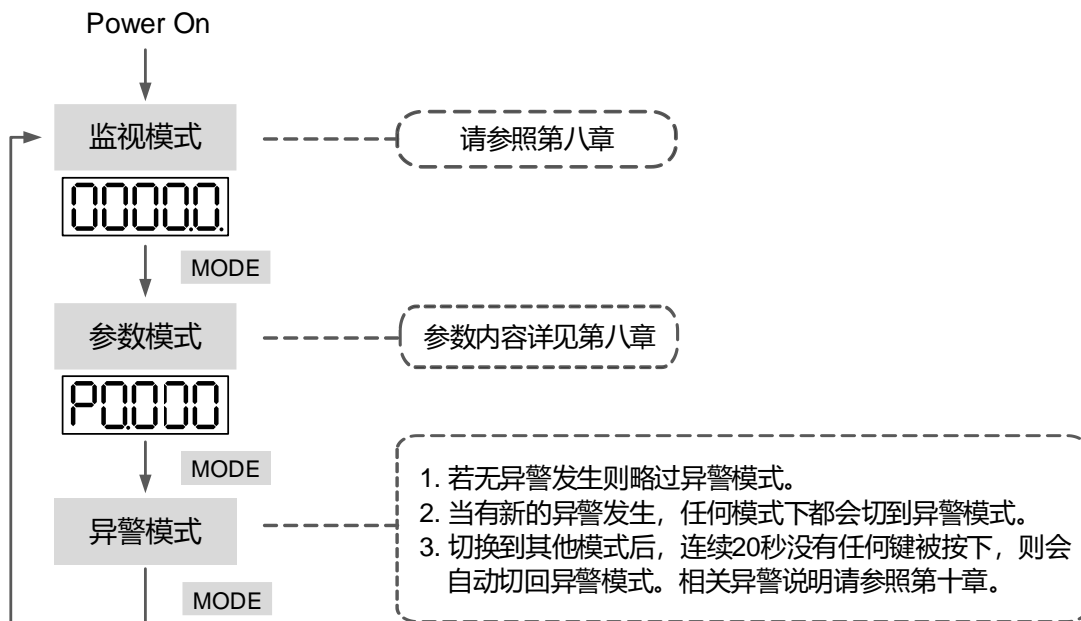 Power On
监视模式
请参照第八章
0000.0.
MODE
参数模式
参数内容详见第八章
P0.000
MODE
异警模式
1. 若无异警发生则略过异警模式。
2. 当有新的异警发生，任何模式下都会切到异警模式。
3. 切换到其他模式后，连续20秒没有任何键被按下，则会
自动切回异警模式。相关异警说明请参照第十章。
MODE